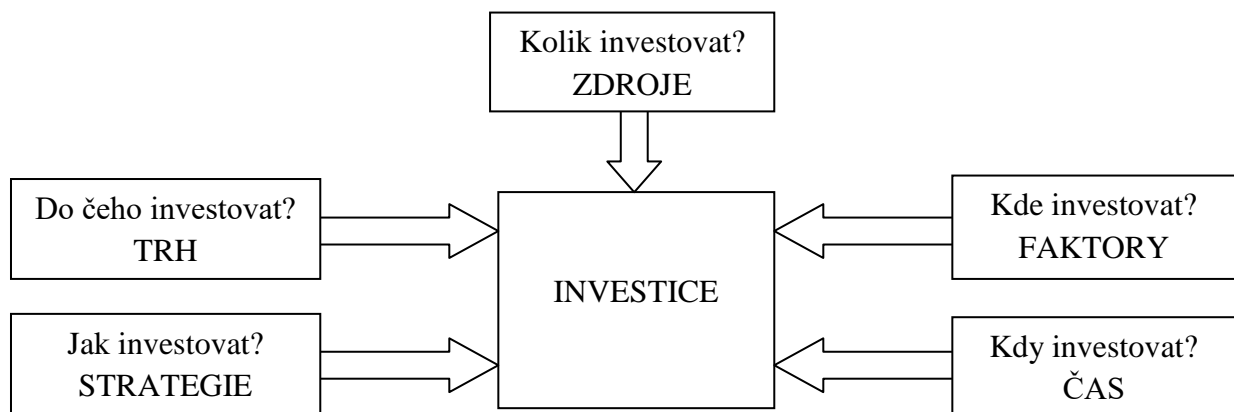 Kolik investovat?
ZDROJE
Do čeho investovat?
TRH
Kde investovat?
FAKTORY
INVESTICE
Jak investovat?
STRATEGIE
Kdy investovat?
ČAS